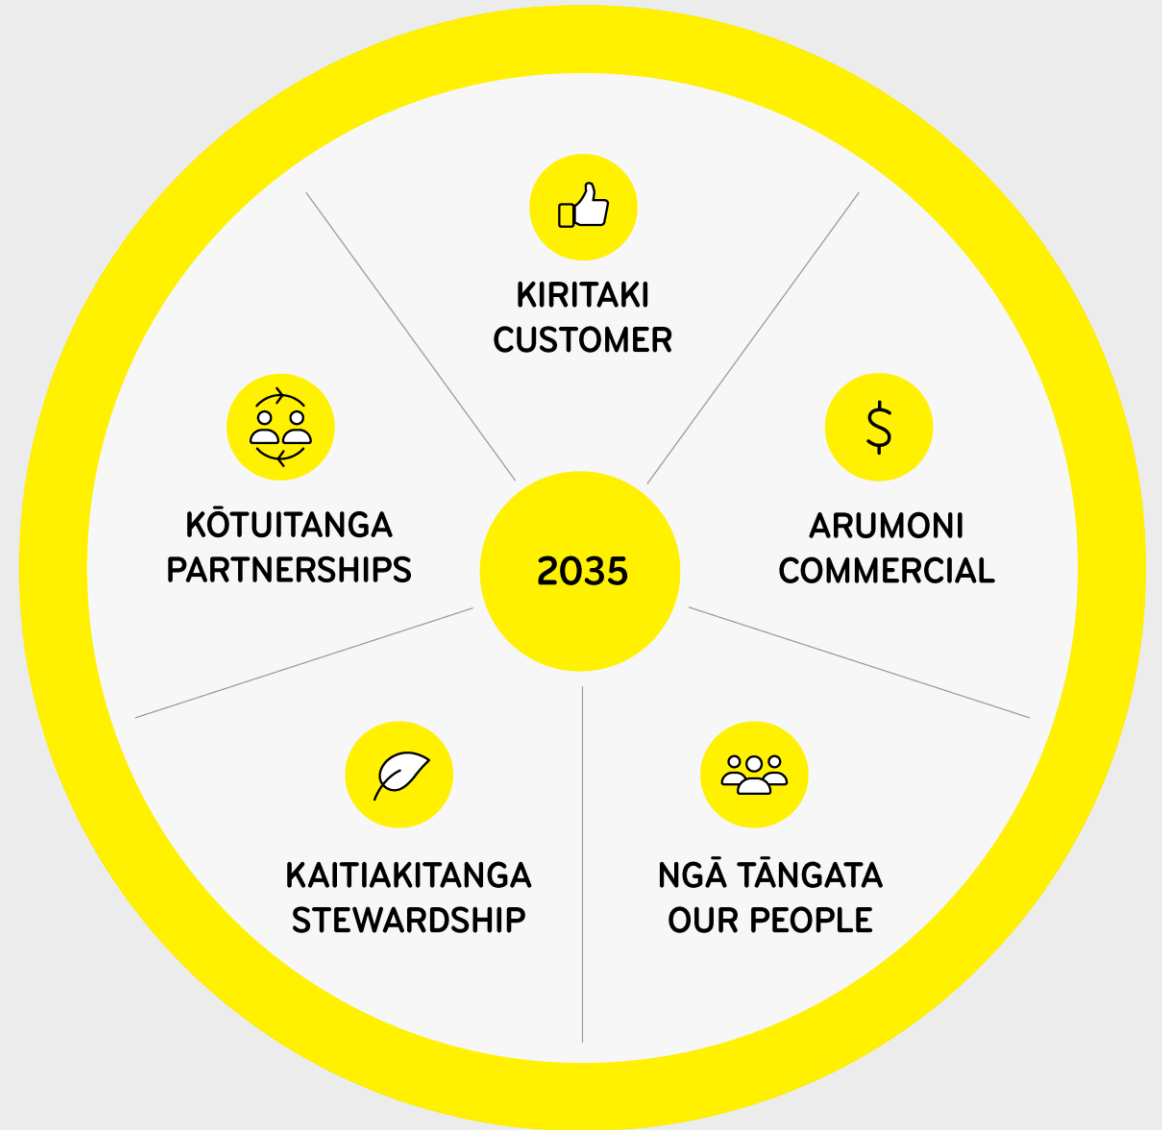 KIRITAKI
CUSTOMER
$
ARUMONI
COMMERCIAL
KŌTUITANGA
PARTNERSHIPS
2035
KAITIAKITANGA
STEWARDSHIP
NGĀ TĀNGATA
OUR PEOPLE